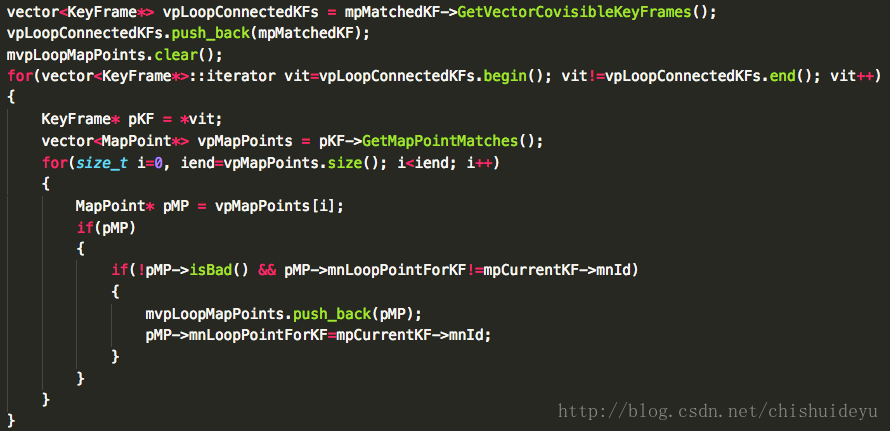 vector<KeyFrame*> vpLoopConnectedKFs = mpMatchedKF->GetVectorCovisibleKeyFrames();
vpLoopConnectedKFs.push_back(mpMatchedKF);
mvpLoopMapPoints.clear();
for(vector<KeyFrame*>::iterator vit=vpLoopConnectedKFs.begin(); vit!=vpLoopConnectedKFs.end(); vit++)
{
    KeyFrame* pKF = *vit;
    vector<MapPoint*> vpMapPoints = pKF->GetMapPointMatches();
    for(size_t i=0, iend=vpMapPoints.size(); i<iend; i++)
    {
        MapPoint* pMP = vpMapPoints[i];
        if(pMP)
        {
            if(!pMP->isBad() && pMP->mnLoopPointForKF!=mpCurrentKF->mnId)
            {
                mvpLoopMapPoints.push_back(pMP);
                pMP->mnLoopPointForKF=mpCurrentKF->mnId;
            }
        }
    }
}
http://blog.csdn.net/chishuideyu